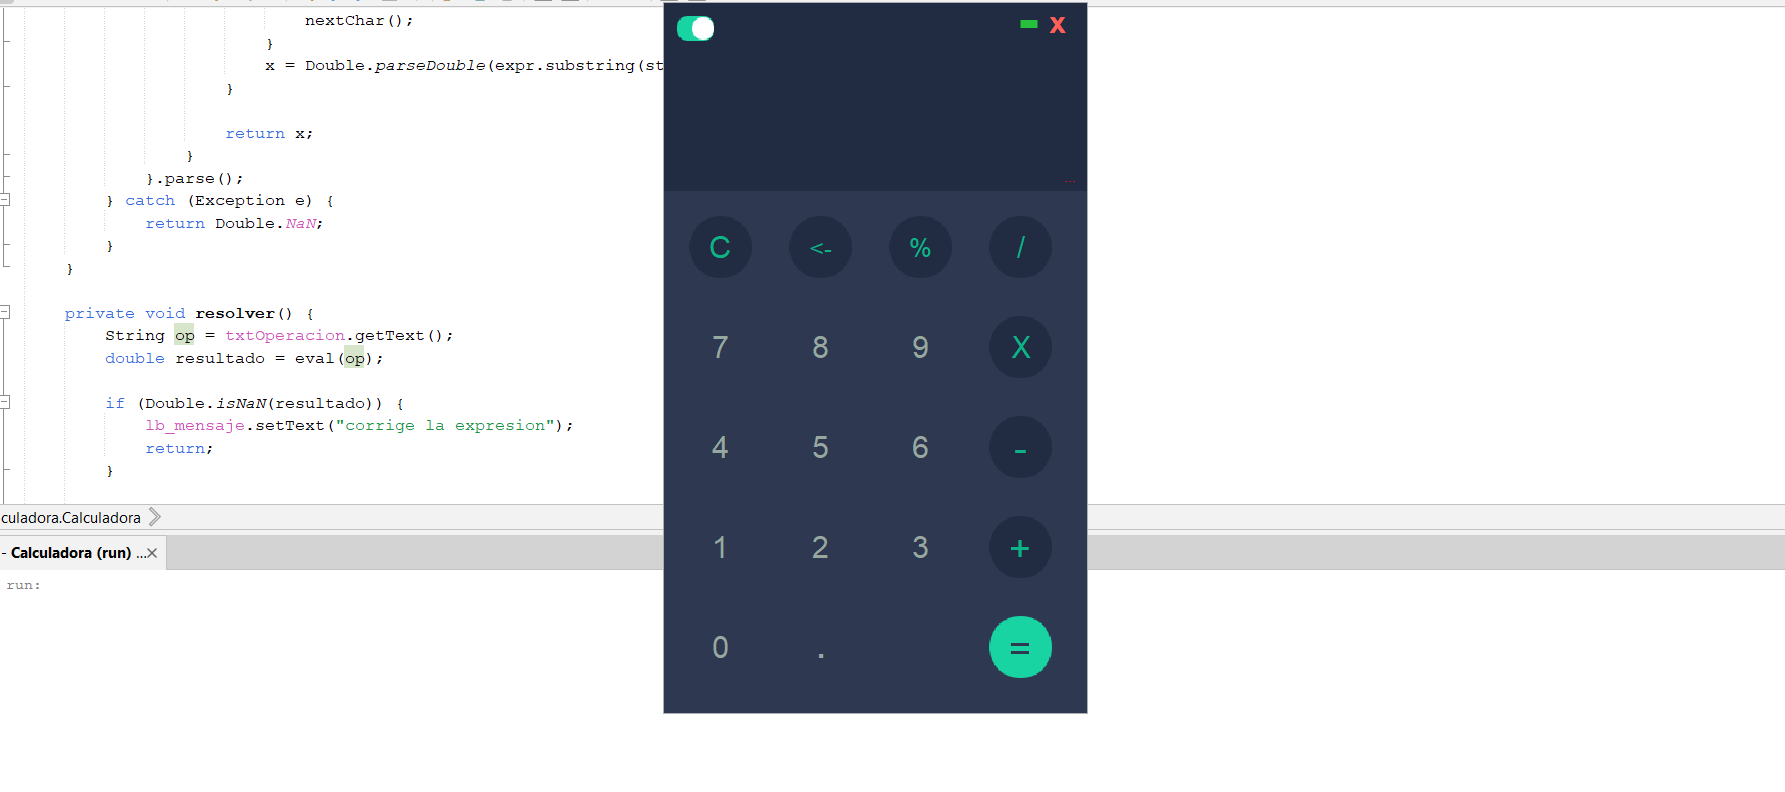 nextChar();
}
x = Double.parseDouble(expr.substring(st
}
return x;
}
}.parse();
} catch (Exception e) {
return Double.NaN;
}
}
private void resolver() {
String op = txtOperacion.getText();
double resultado = eval(op);
if (Double.isNaN(resultado)) {
lb_mensaje.setText("corrige la expresion");
return;
}
culadora.Calculadora
- Calculadora (run) ...
run:
X
...
C <- % /
7 8 9 X
4 5 6 -
1 2 3 +
0 . =